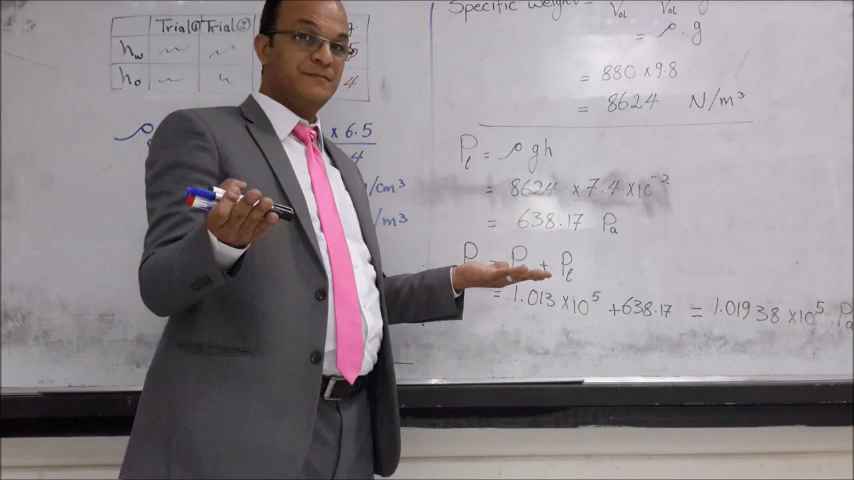 Trial① Trial②
hw
ho
4
ρ
× 6.5
4
/cm³
/m³
Specific weight =
Vol Vol g
= ρ · g
= 880 × 9.8
= 8624 N/m³
Pℓ = ρgh
= 8624 × 7.4 × 10⁻²
= 638.17 Pa
P = P + Pℓ
= 1.013 × 10⁵ + 638.17 = 1.01938 × 10⁵ Pa